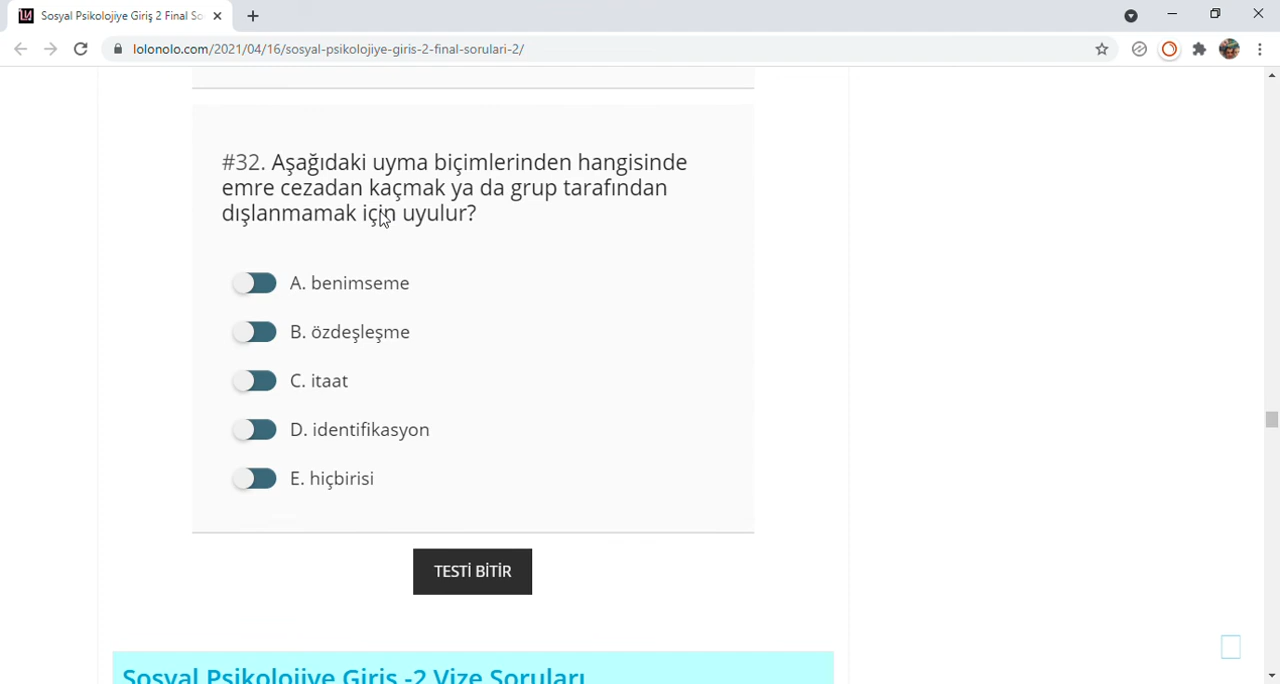 Sosyal Psikolojiye Giriş 2 Final So
lolonolo.com/2021/04/16/sosyal-psikolojiye-giris-2-final-sorulari-2/
#32. Aşağıdaki uyma biçimlerinden hangisinde
emre cezadan kaçmak ya da grup tarafından
dışlanmamak için uyulur?
A. benimseme
B. özdeşleşme
C. itaat
D. identifikasyon
E. hiçbirisi
TESTİ BİTİR
Sosyal Psikolojiye Giriş -2 Vize Soruları